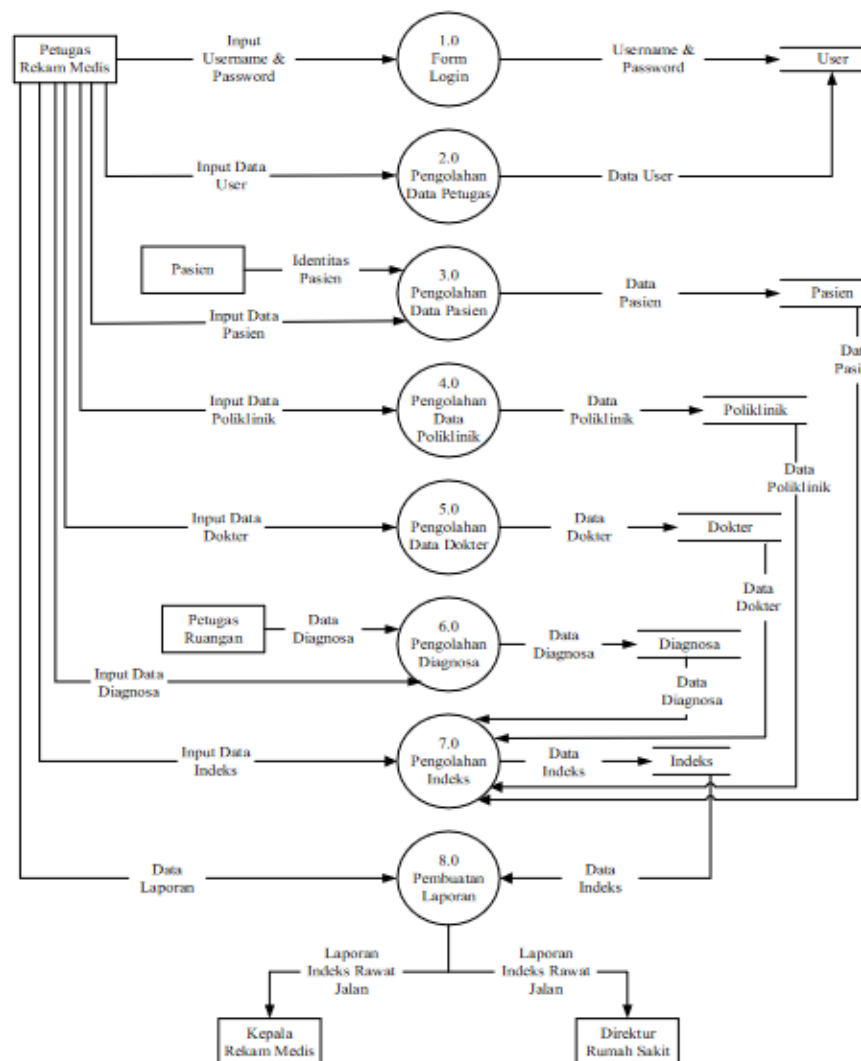 Petugas
Rekam Medis
Input
Username &
Password
1.0
Form
Login
Username &
Password
User
Input Data
User
2.0
Pengolahan
Data Petugas
Data User
Pasien
Identitas
Pasien
3.0
Pengolahan
Data Pasien
Data
Pasien
Pasien
Input Data
Pasien
Data
Input Data
Poliklinik
4.0
Pengolahan
Data
Poliklinik
Data
Poliklinik
Poliklinik
Data
Poliklinik
Input Data
Dokter
5.0
Pengolahan
Data Dokter
Data
Dokter
Dokter
Data
Dokter
Petugas
Ruangan
Data
Diagnosa
6.0
Pengolahan
Diagnosa
Data
Diagnosa
Diagnosa
Data
Diagnosa
Input Data
Diagnosa
Input Data
Indeks
7.0
Pengolahan
Indeks
Data
Indeks
Indeks
Data
Laporan
8.0
Pembuatan
Laporan
Data
Indeks
Laporan
Indeks Rawat
Jalan
Laporan
Indeks Rawat
Jalan
Kepala
Rekam Medis
Direktur
Rumah Sakit